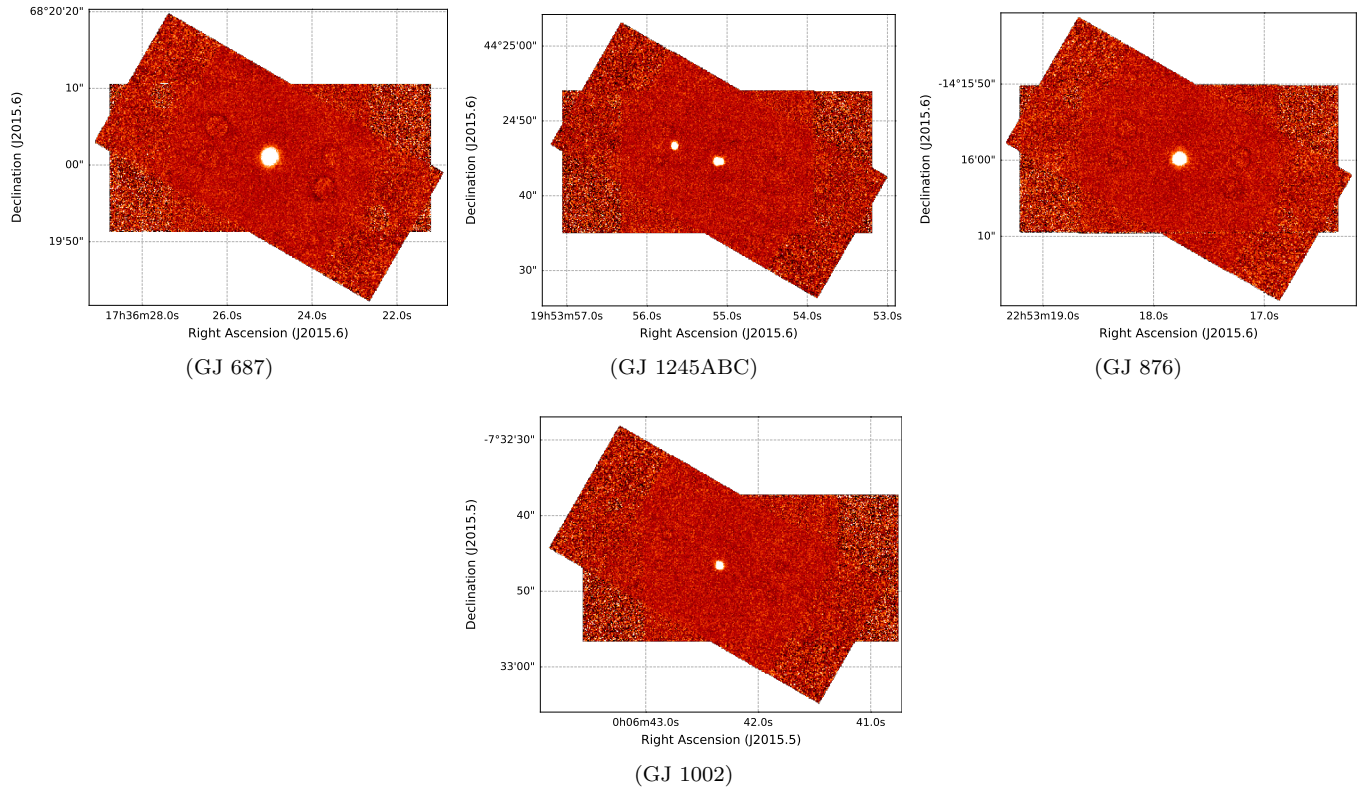 68°20'20"
10"
00"
19'50"
Declination (J2015.6)
17h36m28.0s 26.0s 24.0s 22.0s
Right Ascension (J2015.6)
(GJ 687)
44°25'00"
24'50"
40"
30"
Declination (J2015.6)
19h53m57.0s 56.0s 55.0s 54.0s 53.0s
Right Ascension (J2015.6)
(GJ 1245ABC)
-14°15'50"
16'00"
10"
Declination (J2015.6)
22h53m19.0s 18.0s 17.0s
Right Ascension (J2015.6)
(GJ 876)
-7°32'30"
40"
50"
33'00"
Declination (J2015.5)
0h06m43.0s 42.0s 41.0s
Right Ascension (J2015.5)
(GJ 1002)